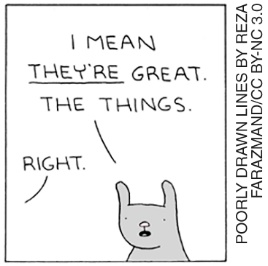 I MEAN
THEY'RE GREAT.
THE THINGS.
RIGHT.
POORLY DRAWN LINES BY REZA
FARAZMAND/CC BY-NC 3.0